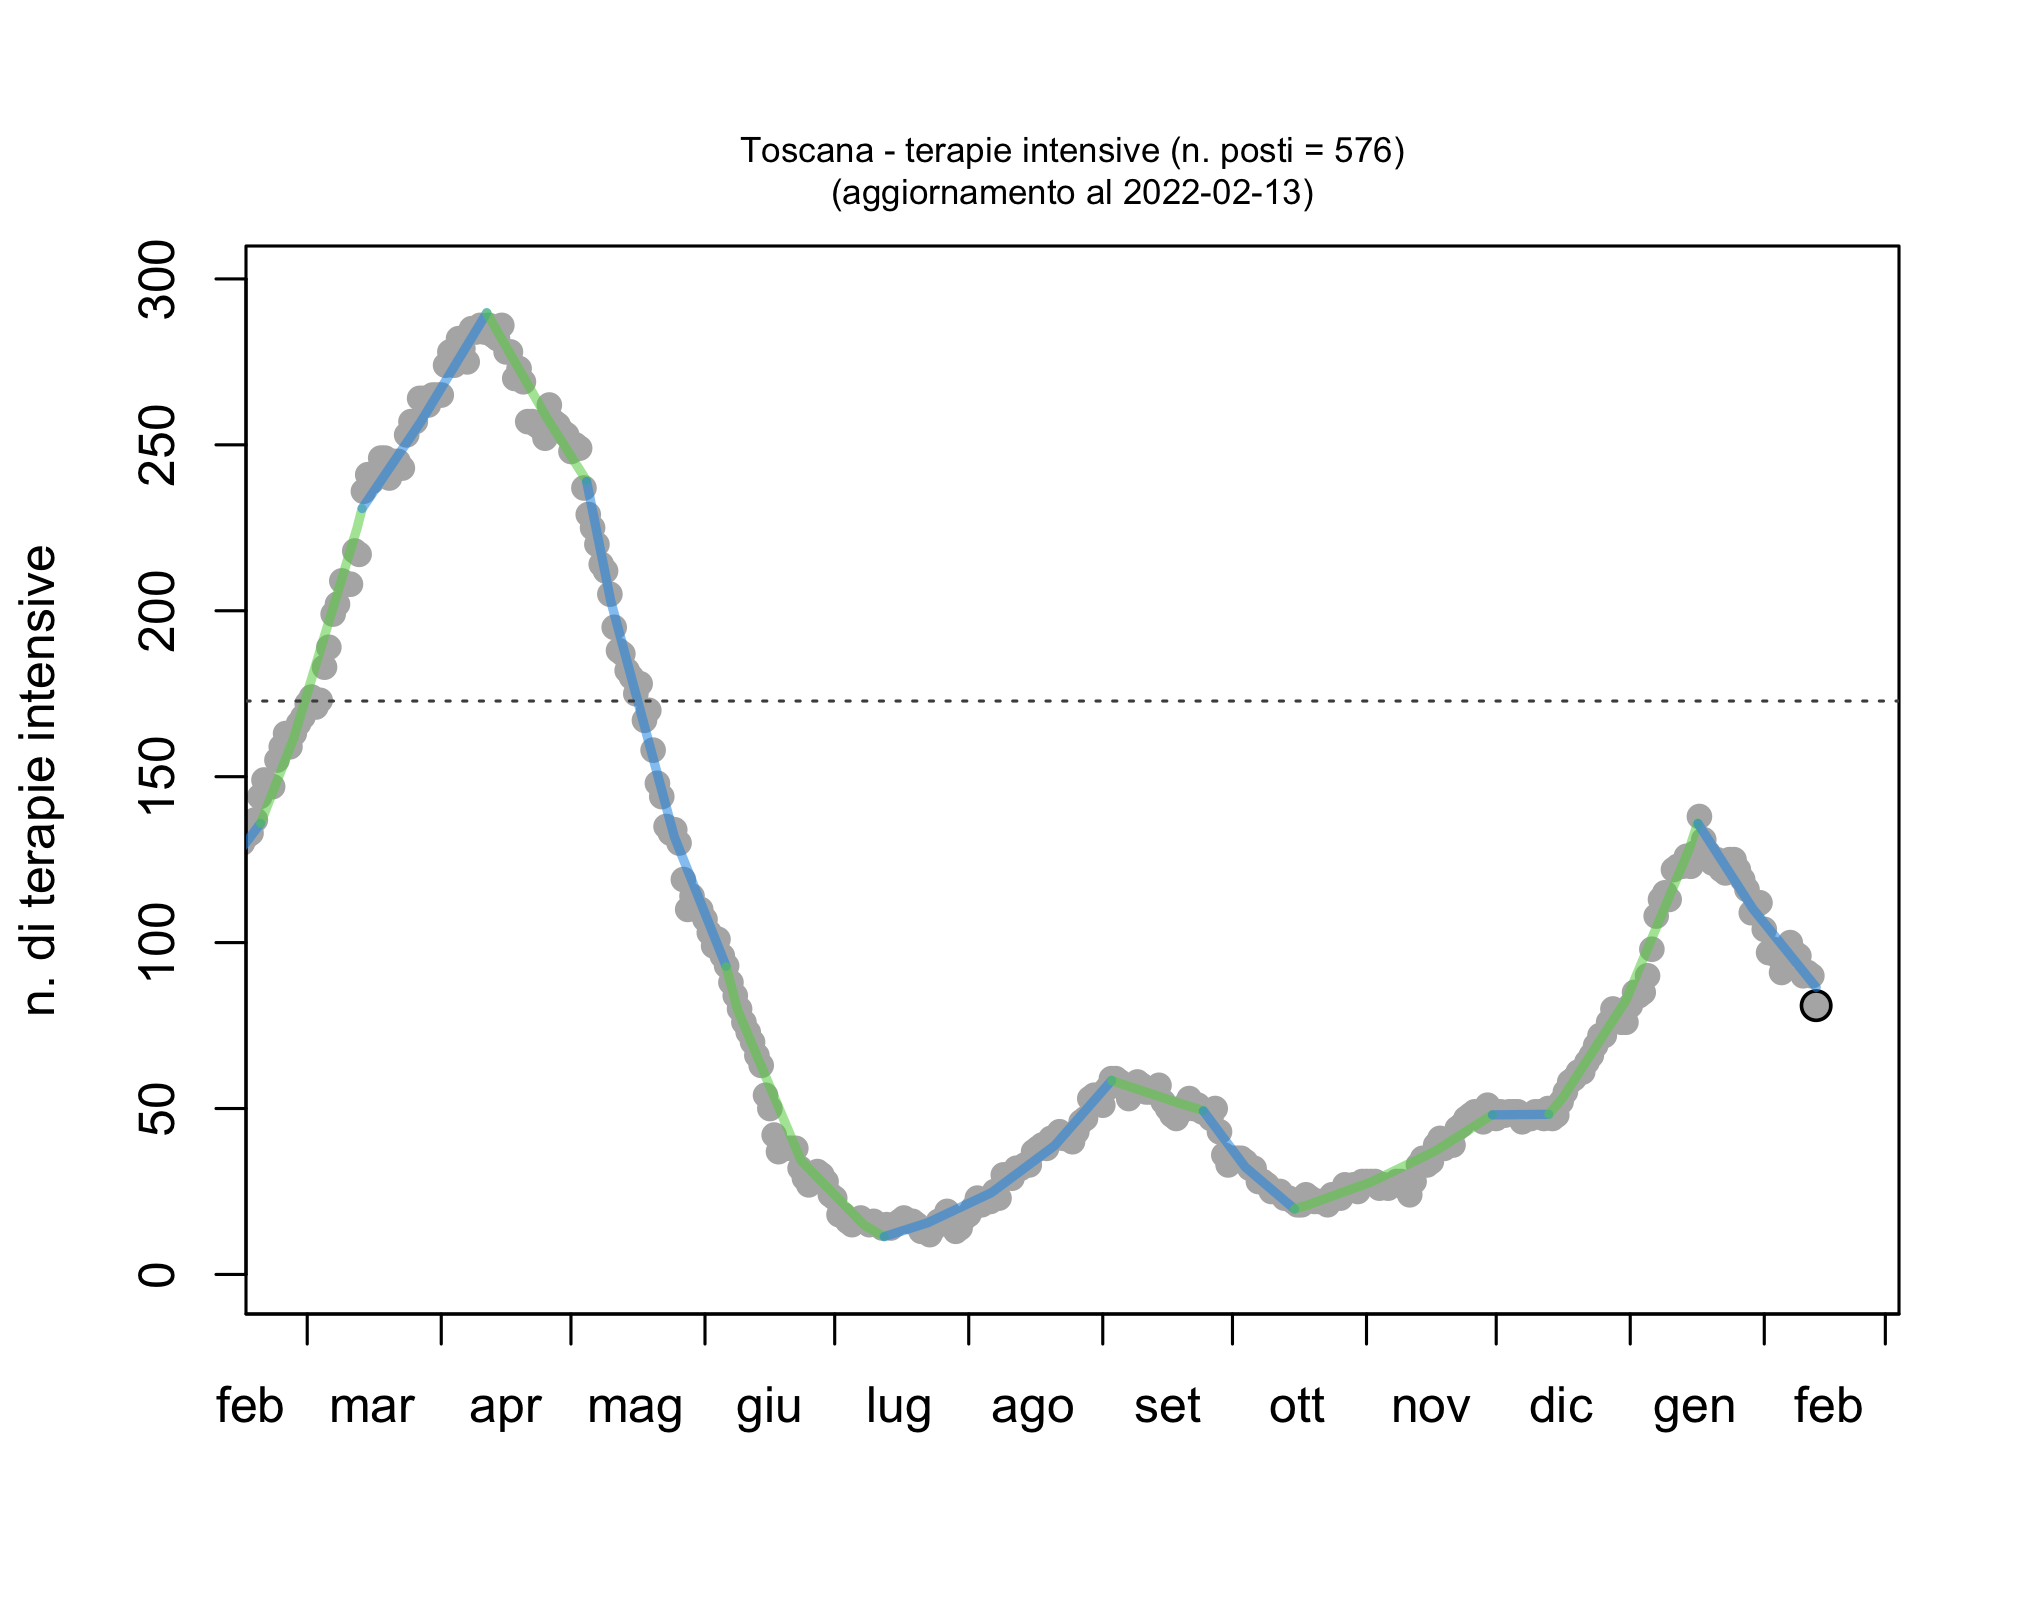 Toscana - terapie intensive (n. posti = 576)
(aggiornamento al 2022-02-13)
n. di terapie intensive
300
250
200
150
100
50
0
feb mar apr mag giu lug ago set ott nov dic gen feb